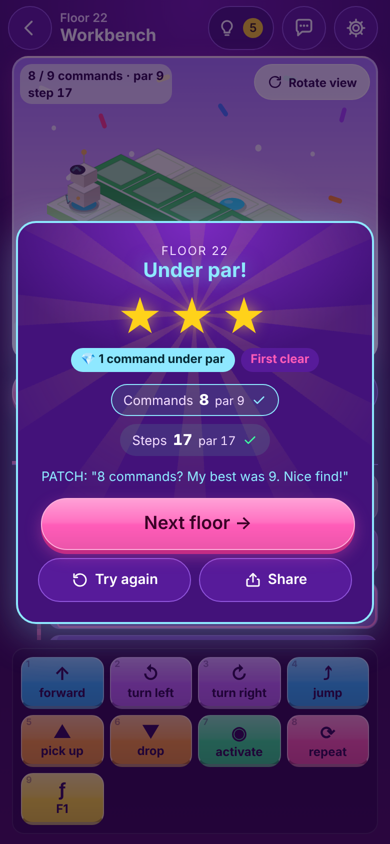 Floor 22
Workbench
5
8 / 9 commands · par 9
step 17
Rotate view
FLOOR 22
Under par!
1 command under par
First clear
Commands 8 par 9
Steps 17 par 17
PATCH: "8 commands? My best was 9. Nice find!"
Next floor →
Try again
Share
1 forward
2 turn left
3 turn right
4 jump
5 pick up
6 drop
7 activate
8 repeat
9 ƒ F1